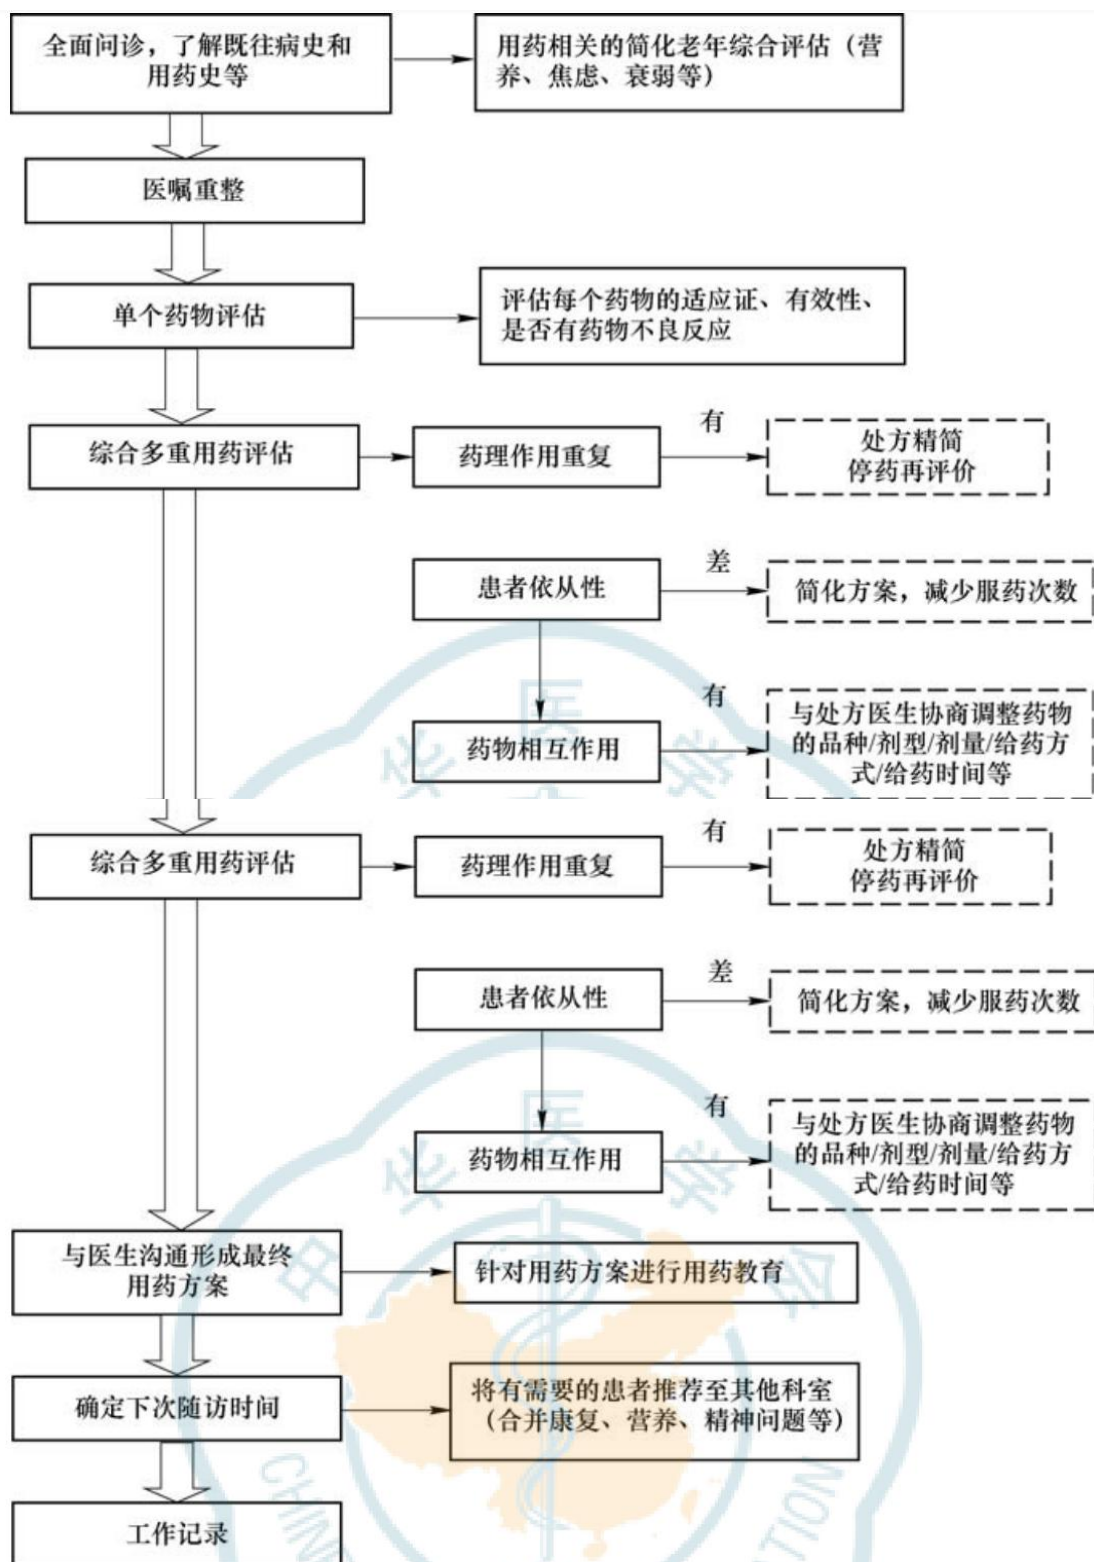 全面问诊，了解既往病史和
用药史等
用药相关的简化老年综合评估（营
养、焦虑、衰弱等）
医嘱重整
单个药物评估
评估每个药物的适应证、有效性、
是否有药物不良反应
综合多重用药评估
药理作用重复
有
处方精简
停药再评价
患者依从性
差
简化方案，减少服药次数
药物相互作用
有
与处方医生协商调整药物
的品种/剂型/剂量/给药方
式/给药时间等
综合多重用药评估
药理作用重复
有
处方精简
停药再评价
患者依从性
差
简化方案，减少服药次数
药物相互作用
有
与处方医生协商调整药物
的品种/剂型/剂量/给药方
式/给药时间等
与医生沟通形成最终
用药方案
针对用药方案进行用药教育
确定下次随访时间
将有需要的患者推荐至其他科室
（合并康复、营养、精神问题等）
工作记录
华医学
中华医学会